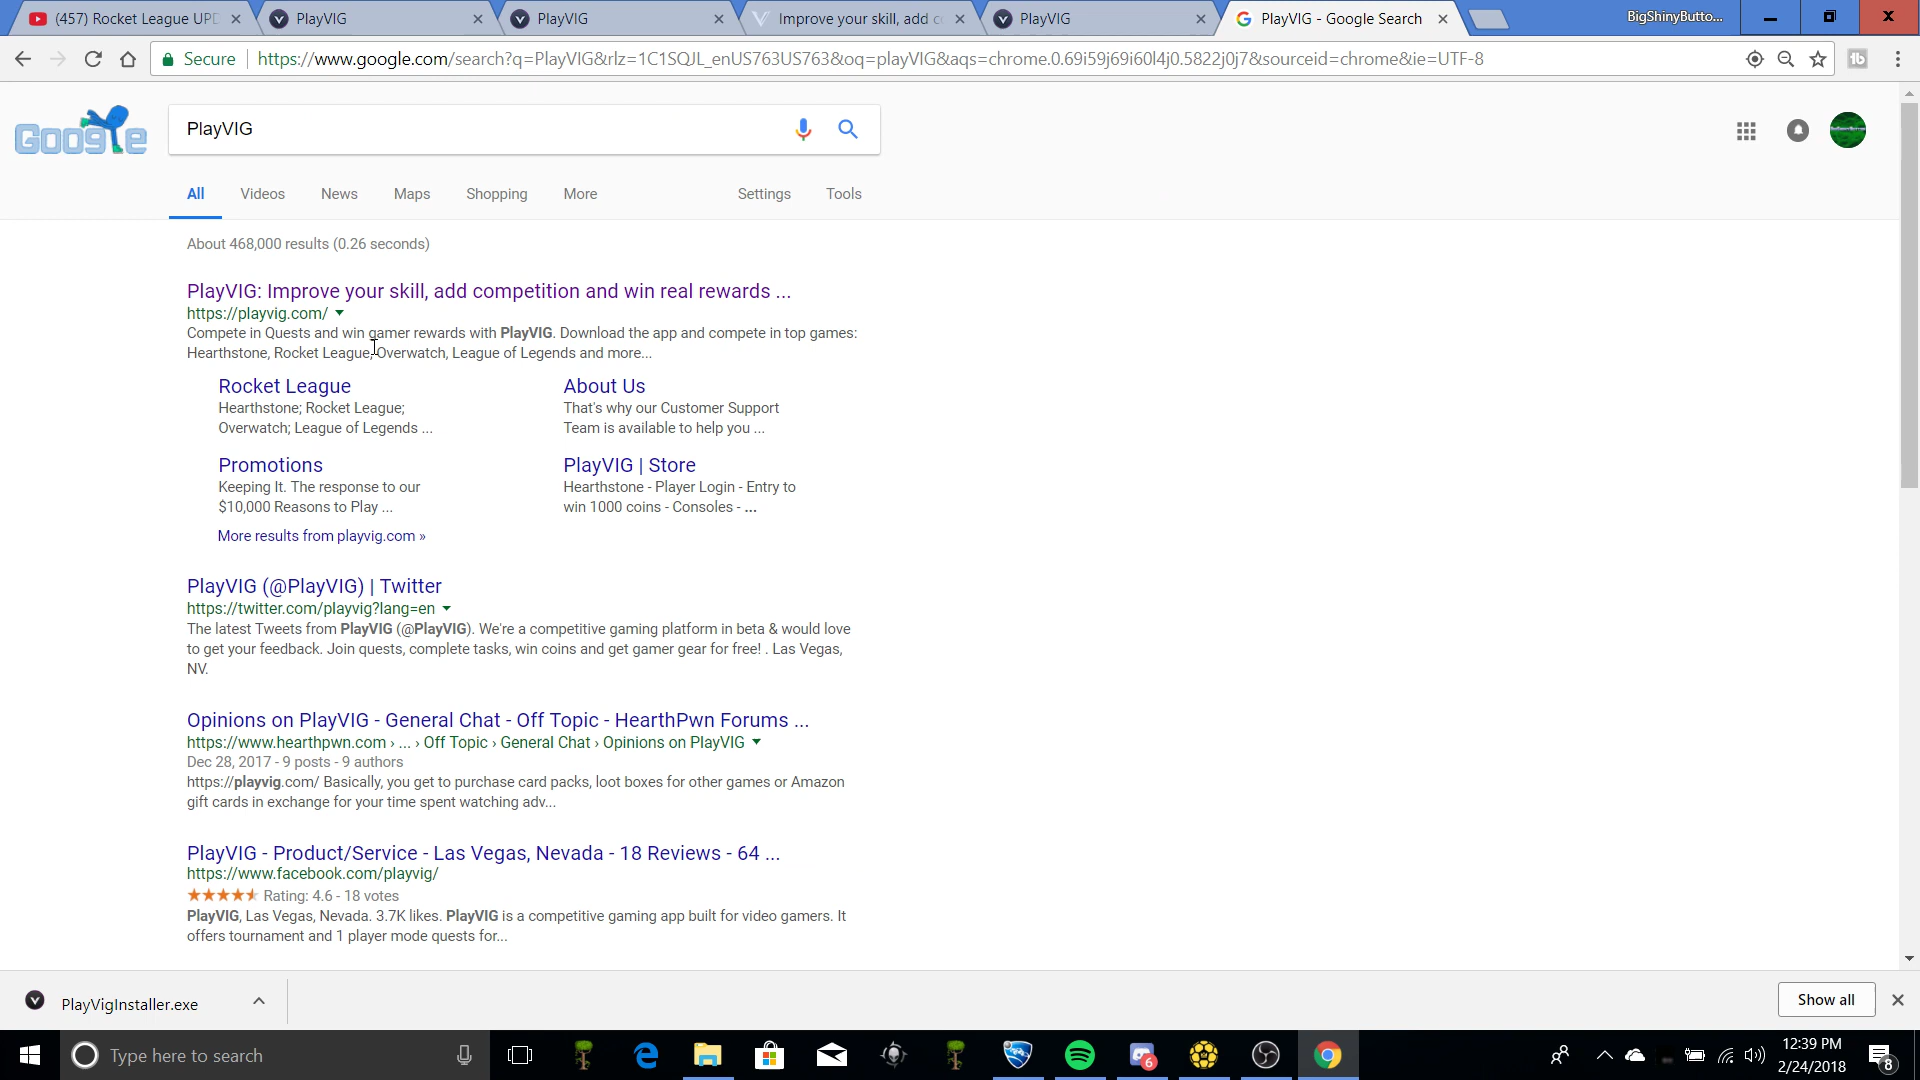 (457) Rocket League UPD
PlayVIG
PlayVIG
Improve your skill, add co
PlayVIG
PlayVIG - Google Search
BigShinyButto...
Secure
https://www.google.com/search?q=PlayVIG&rlz=1C1SQJL_enUS763US763&oq=playVIG&aqs=chrome.0.69i59j69i60l4j0.5822j0j7&sourceid=chrome&ie=UTF-8
Google
PlayVIG
All
Videos
News
Maps
Shopping
More
Settings
Tools
About 468,000 results (0.26 seconds)
PlayVIG: Improve your skill, add competition and win real rewards ...
https://playvig.com/
Compete in Quests and win gamer rewards with PlayVIG. Download the app and compete in top games:
Hearthstone, Rocket League, Overwatch, League of Legends and more...
Rocket League
Hearthstone; Rocket League;
Overwatch; League of Legends ...
About Us
That's why our Customer Support
Team is available to help you ...
Promotions
Keeping It. The response to our
$10,000 Reasons to Play ...
PlayVIG | Store
Hearthstone - Player Login - Entry to
win 1000 coins - Consoles - ...
More results from playvig.com »
PlayVIG (@PlayVIG) | Twitter
https://twitter.com/playvig?lang=en
The latest Tweets from PlayVIG (@PlayVIG). We're a competitive gaming platform in beta & would love
to get your feedback. Join quests, complete tasks, win coins and get gamer gear for free! . Las Vegas,
NV.
Opinions on PlayVIG - General Chat - Off Topic - HearthPwn Forums ...
https://www.hearthpwn.com › ... › Off Topic › General Chat › Opinions on PlayVIG
Dec 28, 2017 - 9 posts - 9 authors
https://playvig.com/ Basically, you get to purchase card packs, loot boxes for other games or Amazon
gift cards in exchange for your time spent watching adv...
PlayVIG - Product/Service - Las Vegas, Nevada - 18 Reviews - 64 ...
https://www.facebook.com/playvig/
Rating: 4.6 - 18 votes
PlayVIG, Las Vegas, Nevada. 3.7K likes. PlayVIG is a competitive gaming app built for video gamers. It
offers tournament and 1 player mode quests for...
PlayVigInstaller.exe
Show all
Type here to search
6
12:39 PM
2/24/2018
8